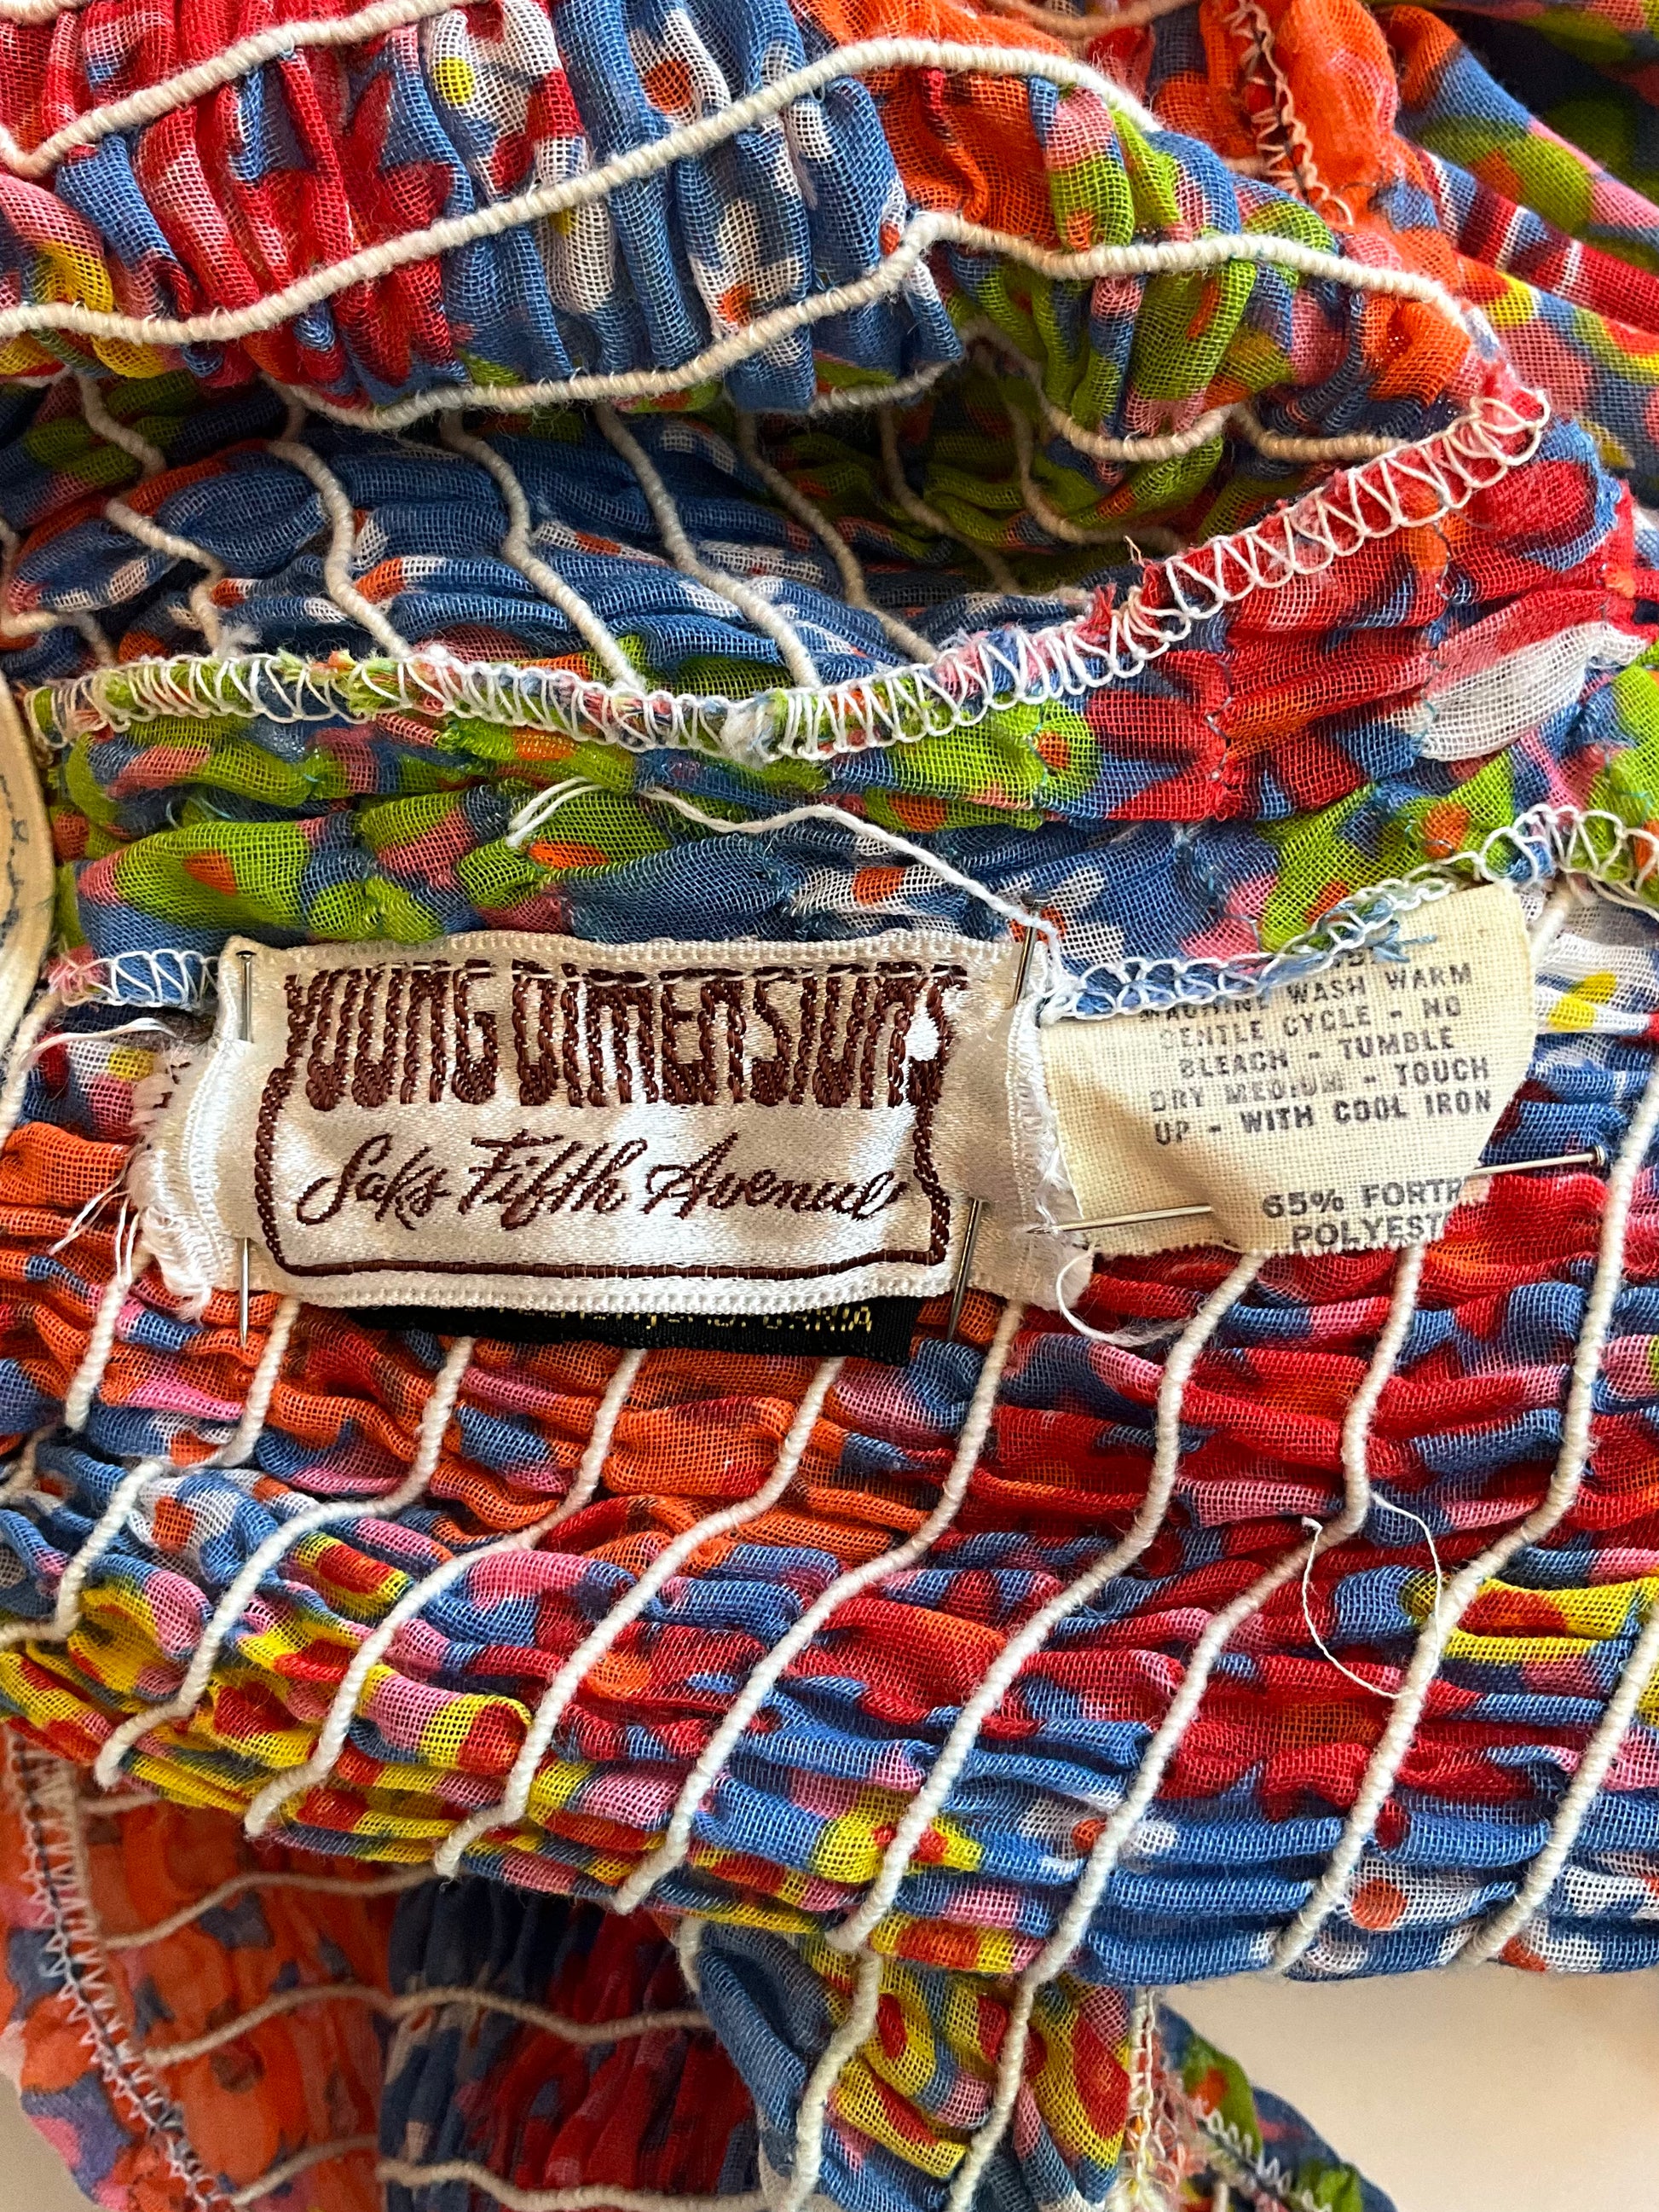 YOUNG DIMENSIONS
Saks Fifth Avenue
MACHINE WASH WARM
GENTLE CYCLE - NO
BLEACH - TUMBLE
DRY MEDIUM - TOUCH
UP - WITH COOL IRON
65% FORTR
POLYEST